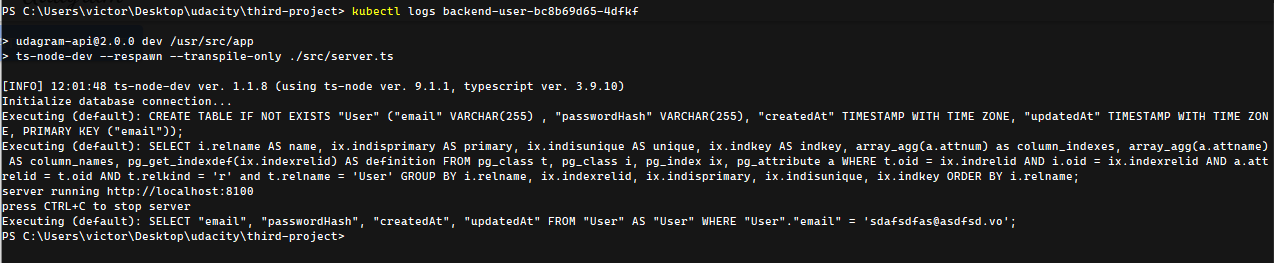 PS C:\Users\victor\Desktop\udacity\third-project> kubectl logs backend-user-bc8b69d65-4dfkf
> udagram-api@2.0.0 dev /usr/src/app
> ts-node-dev --respawn --transpile-only ./src/server.ts
[INFO] 12:01:48 ts-node-dev ver. 1.1.8 (using ts-node ver. 9.1.1, typescript ver. 3.9.10)
Initialize database connection...
Executing (default): CREATE TABLE IF NOT EXISTS "User" ("email" VARCHAR(255) , "passwordHash" VARCHAR(255), "createdAt" TIMESTAMP WITH TIME ZONE, "updatedAt" TIMESTAMP WITH TIME ZON
E, PRIMARY KEY ("email"));
Executing (default): SELECT i.relname AS name, ix.indisprimary AS primary, ix.indisunique AS unique, ix.indkey AS indkey, array_agg(a.attnum) as column_indexes, array_agg(a.attname)
 AS column_names, pg_get_indexdef(ix.indexrelid) AS definition FROM pg_class t, pg_class i, pg_index ix, pg_attribute a WHERE t.oid = ix.indrelid AND i.oid = ix.indexrelid AND a.att
relid = t.oid AND t.relkind = 'r' and t.relname = 'User' GROUP BY i.relname, ix.indexrelid, ix.indisprimary, ix.indisunique, ix.indkey ORDER BY i.relname;
server running http://localhost:8100
press CTRL+C to stop server
Executing (default): SELECT "email", "passwordHash", "createdAt", "updatedAt" FROM "User" AS "User" WHERE "User"."email" = 'sdafsdfas@asdfsd.vo';
PS C:\Users\victor\Desktop\udacity\third-project>